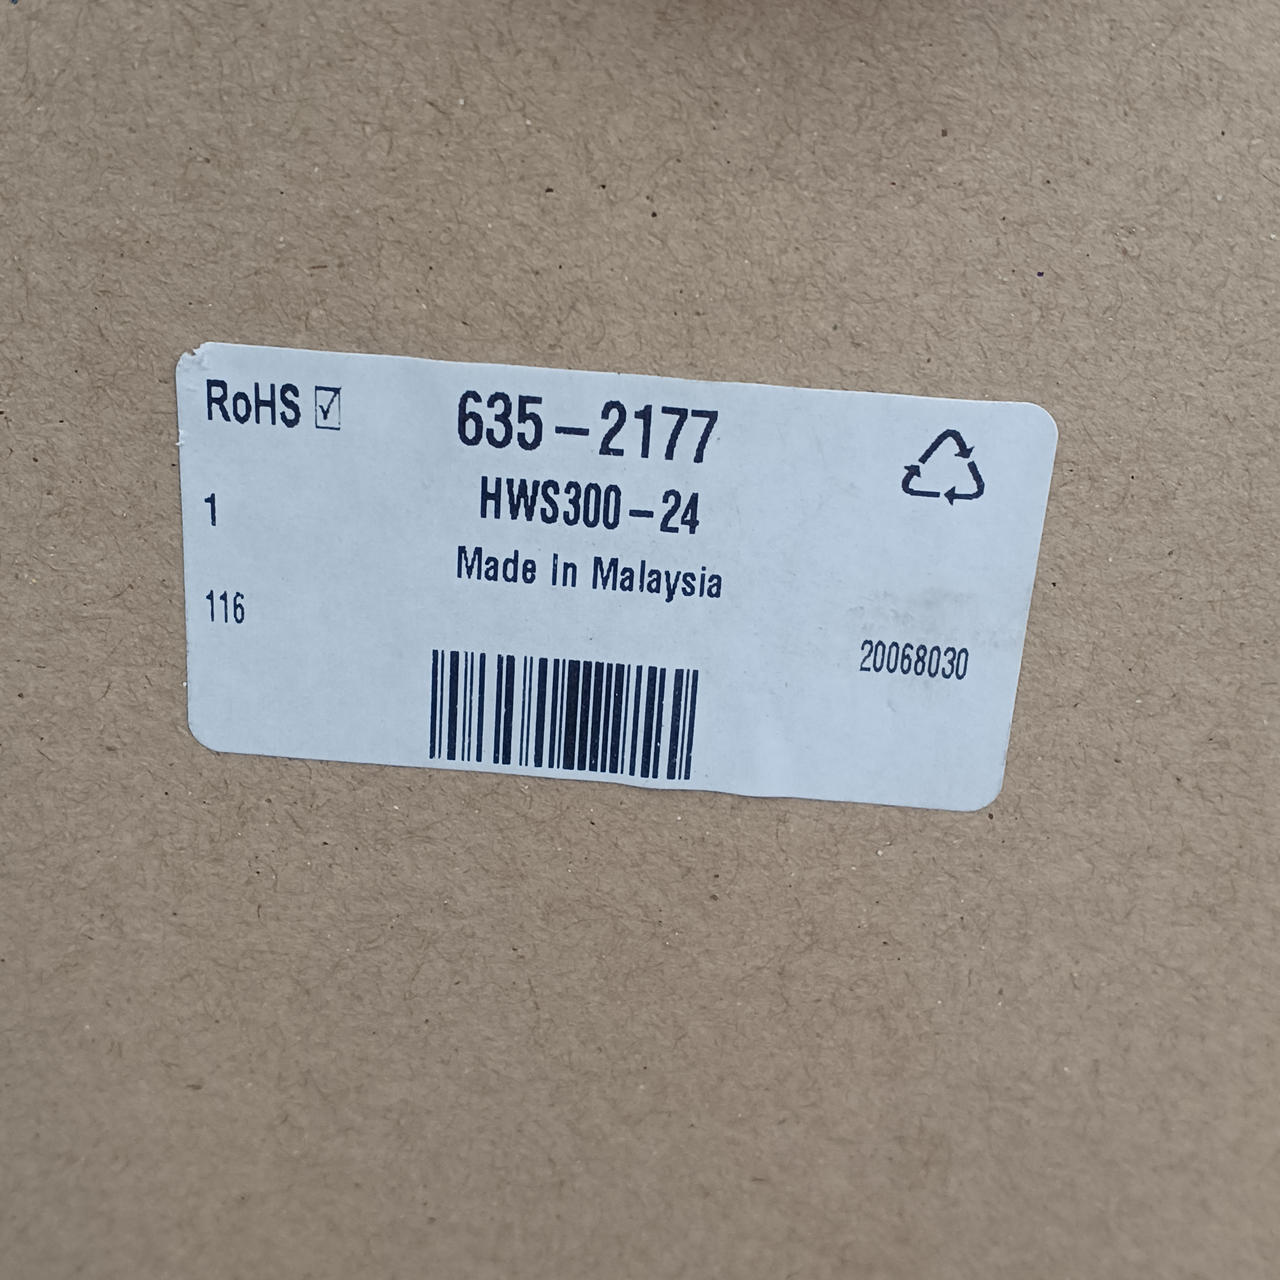 RoHS ☑
635-2177
1
HWS300-24
Made In Malaysia
116
20068030